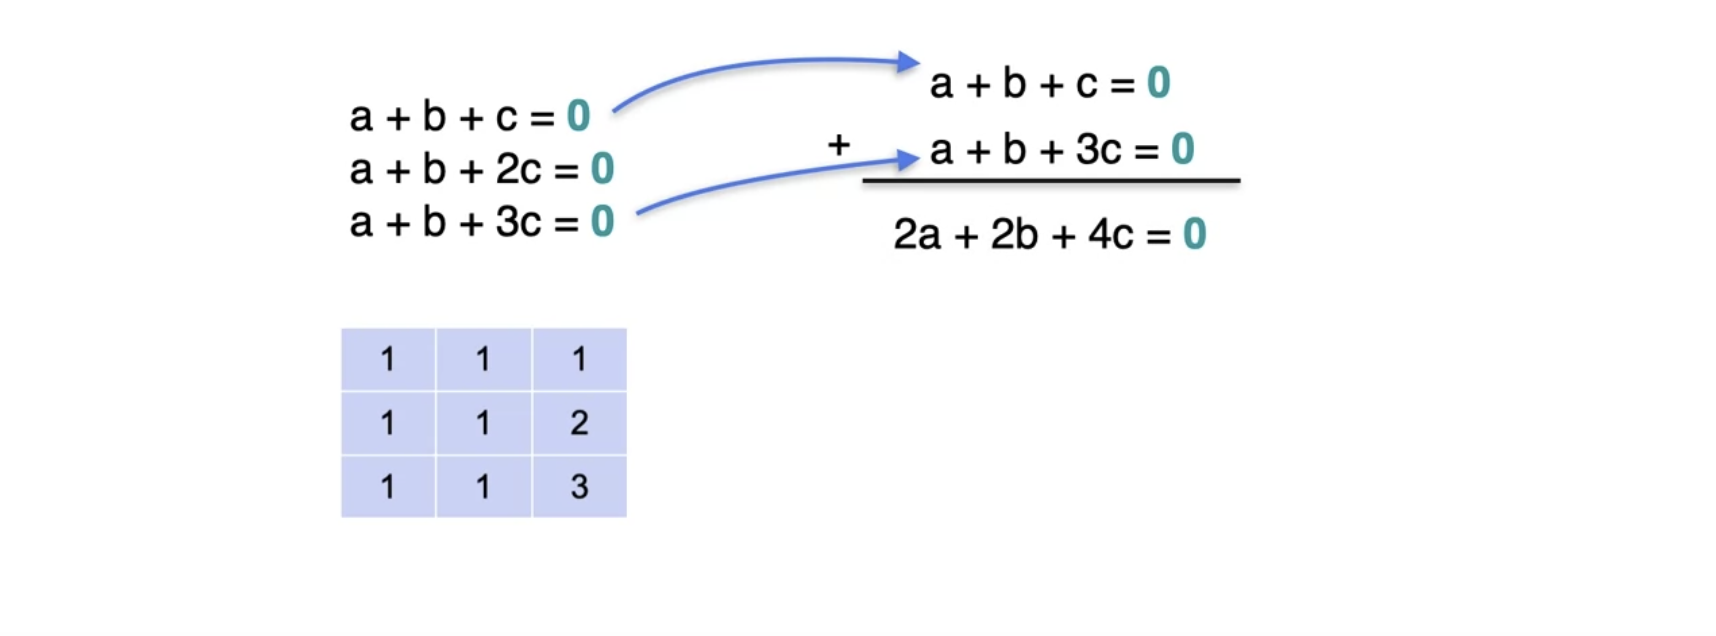 a + b + c = 0
a + b + 2c = 0
a + b + 3c = 0
a + b + c = 0
+
a + b + 3c = 0
2a + 2b + 4c = 0
1 1 1
1 1 2
1 1 3